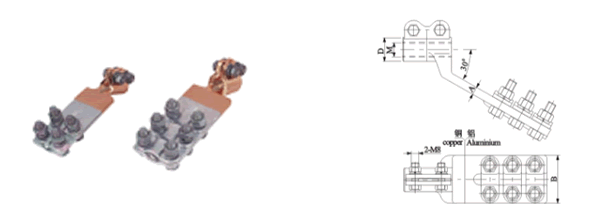 D
M
30°
A
铜 铝
copper Aluminium
2-M8
B